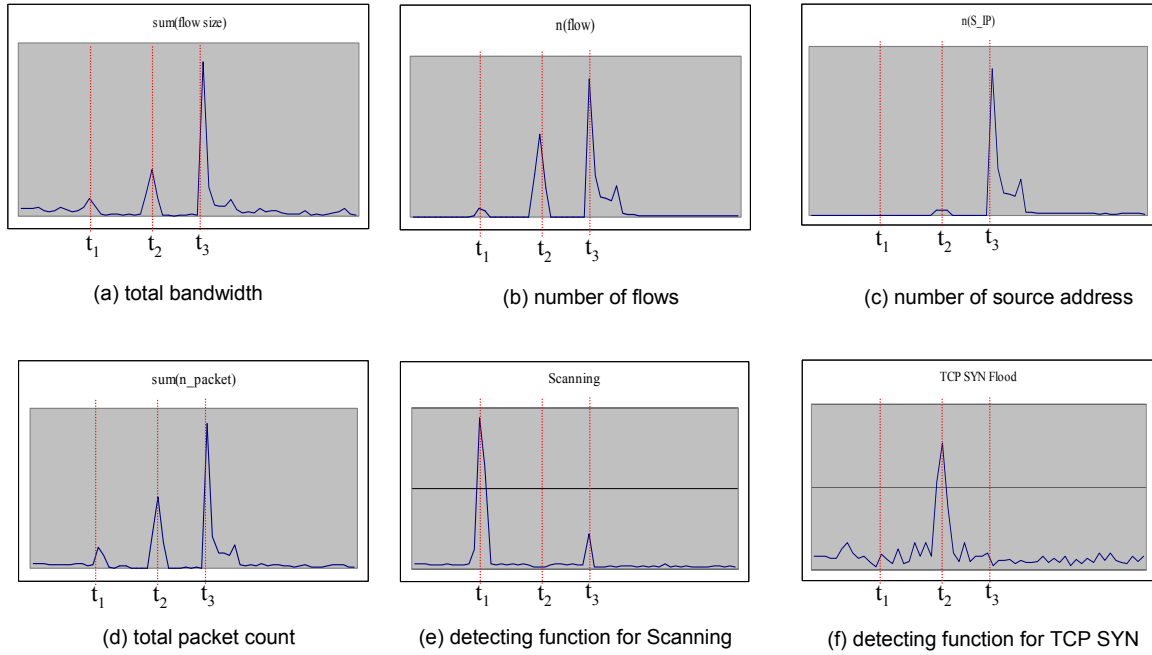 sum(flow size)
t1 t2 t3
(a) total bandwidth
n(flow)
t1 t2 t3
(b) number of flows
n(S_IP)
t1 t2 t3
(c) number of source address
sum(n_packet)
t1 t2 t3
(d) total packet count
Scanning
t1 t2 t3
(e) detecting function for Scanning
TCP SYN Flood
t1 t2 t3
(f) detecting function for TCP SYN